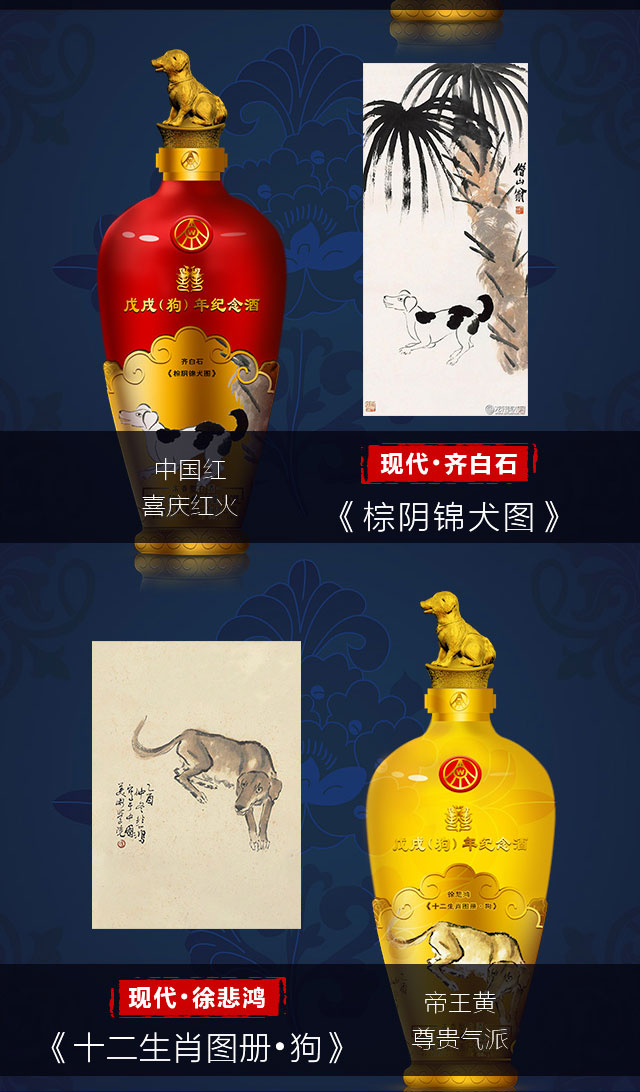 借山翁
戊戌(狗)年纪念酒
齐白石
《棕阴锦犬图》
中国红
喜庆红火
现代·齐白石
《棕阴锦犬图》
戊戌(狗)年纪念酒
徐悲鸿
《十二生肖图册·狗》
现代·徐悲鸿
《十二生肖图册·狗》
帝王黄
尊贵气派